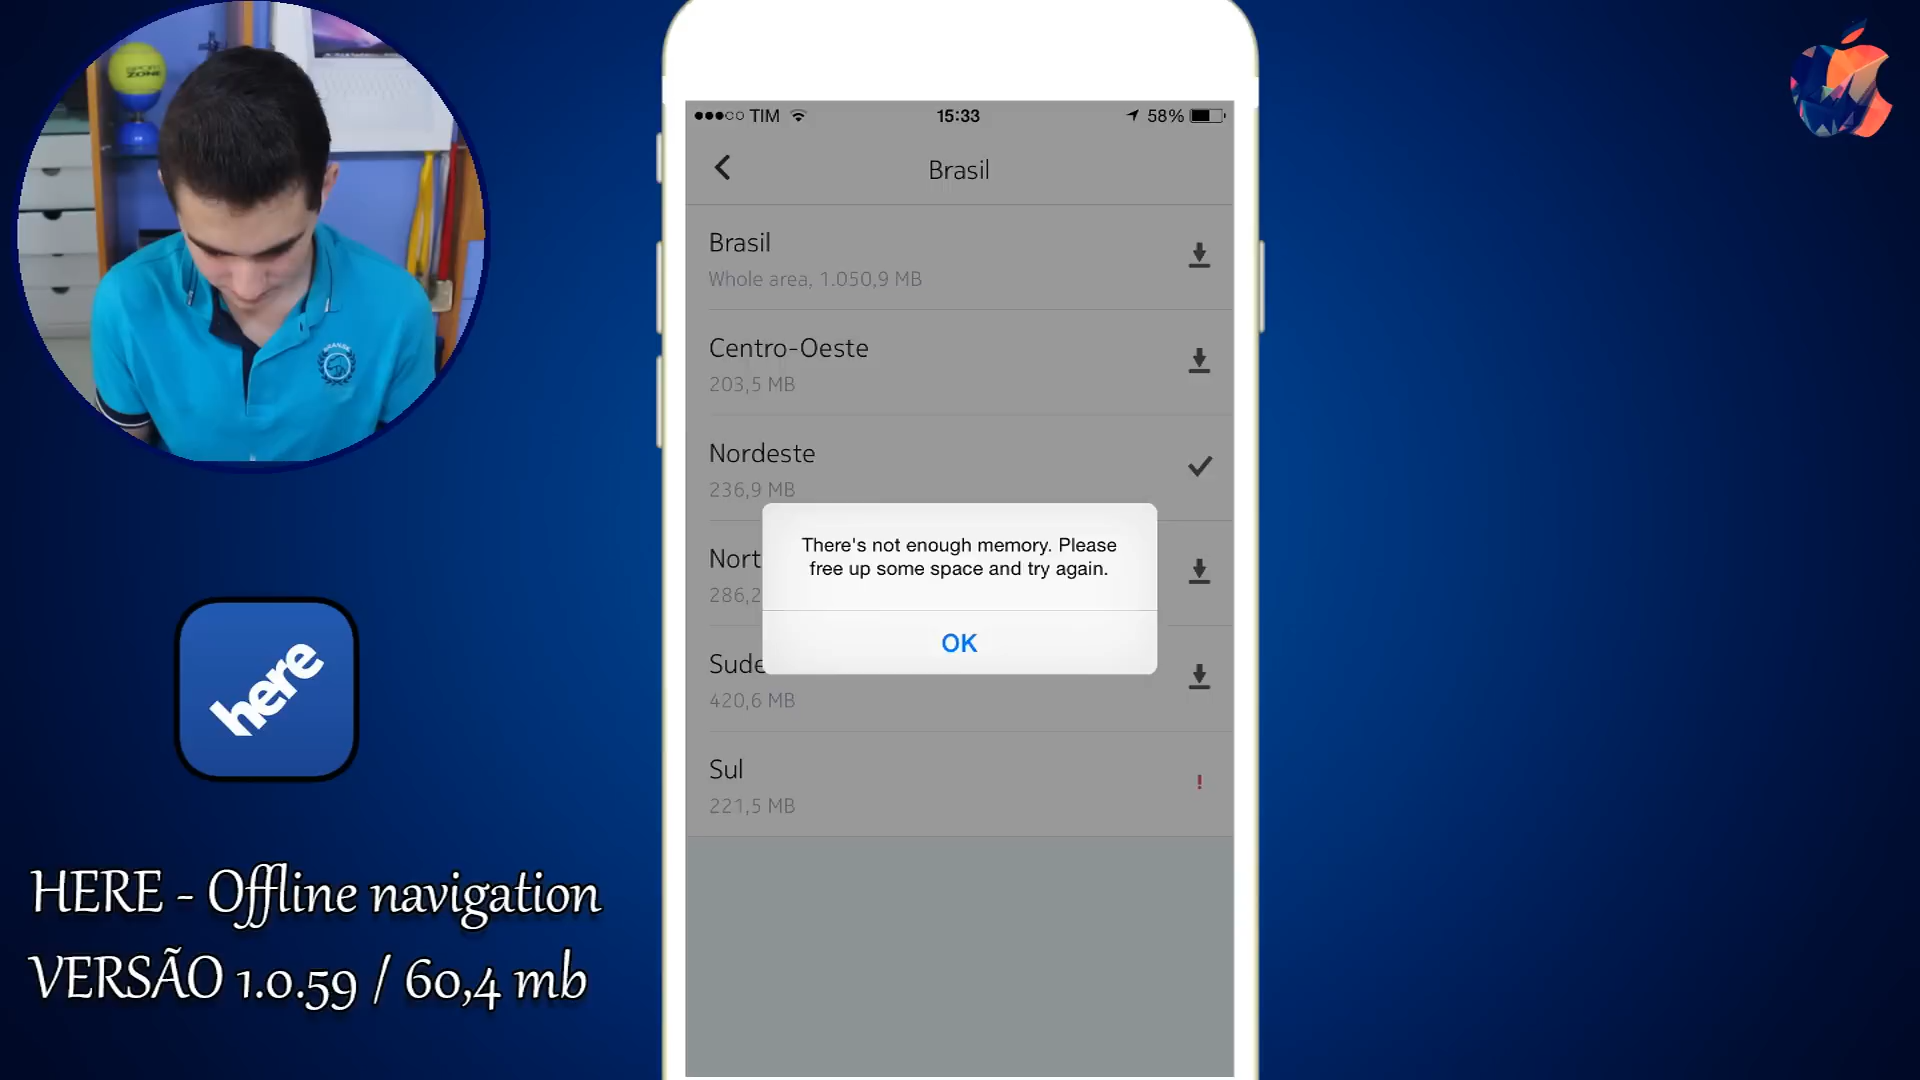 SPORT
ZONE
TIM
15:33
58%
Brasil
Brasil
Whole area, 1.050,9 MB
Centro-Oeste
203,5 MB
Nordeste
236,9 MB
Nort
286,2
Sude
420,6 MB
Sul
221,5 MB
!
There's not enough memory. Please
free up some space and try again.
OK
here
HERE - Offline navigation
VERSÃO 1.0.59 / 60,4 mb